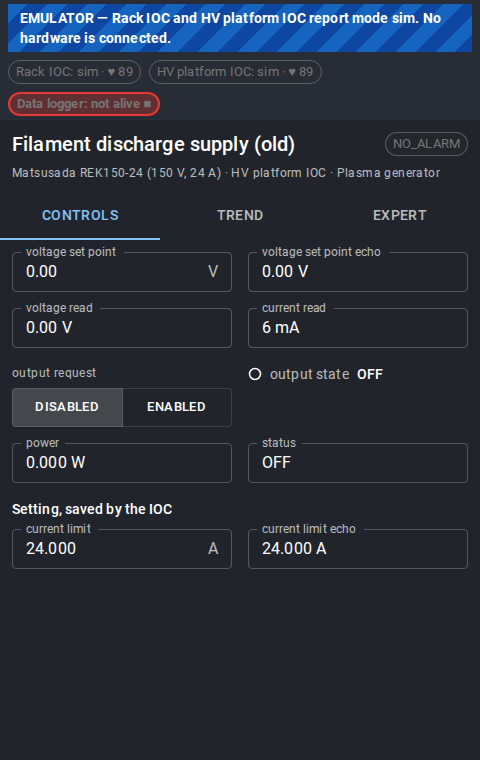 EMULATOR — Rack IOC and HV platform IOC report mode sim. No
hardware is connected.
Rack IOC: sim · ♥ 89
HV platform IOC: sim · ♥ 89
Data logger: not alive ■
Filament discharge supply (old)
NO_ALARM
Matsusada REK150-24 (150 V, 24 A) · HV platform IOC · Plasma generator
CONTROLS
TREND
EXPERT
voltage set point
0.00 V
voltage set point echo
0.00 V
voltage read
0.00 V
current read
6 mA
output request
output state OFF
DISABLED
ENABLED
power
0.000 W
status
OFF
Setting, saved by the IOC
current limit
24.000 A
current limit echo
24.000 A